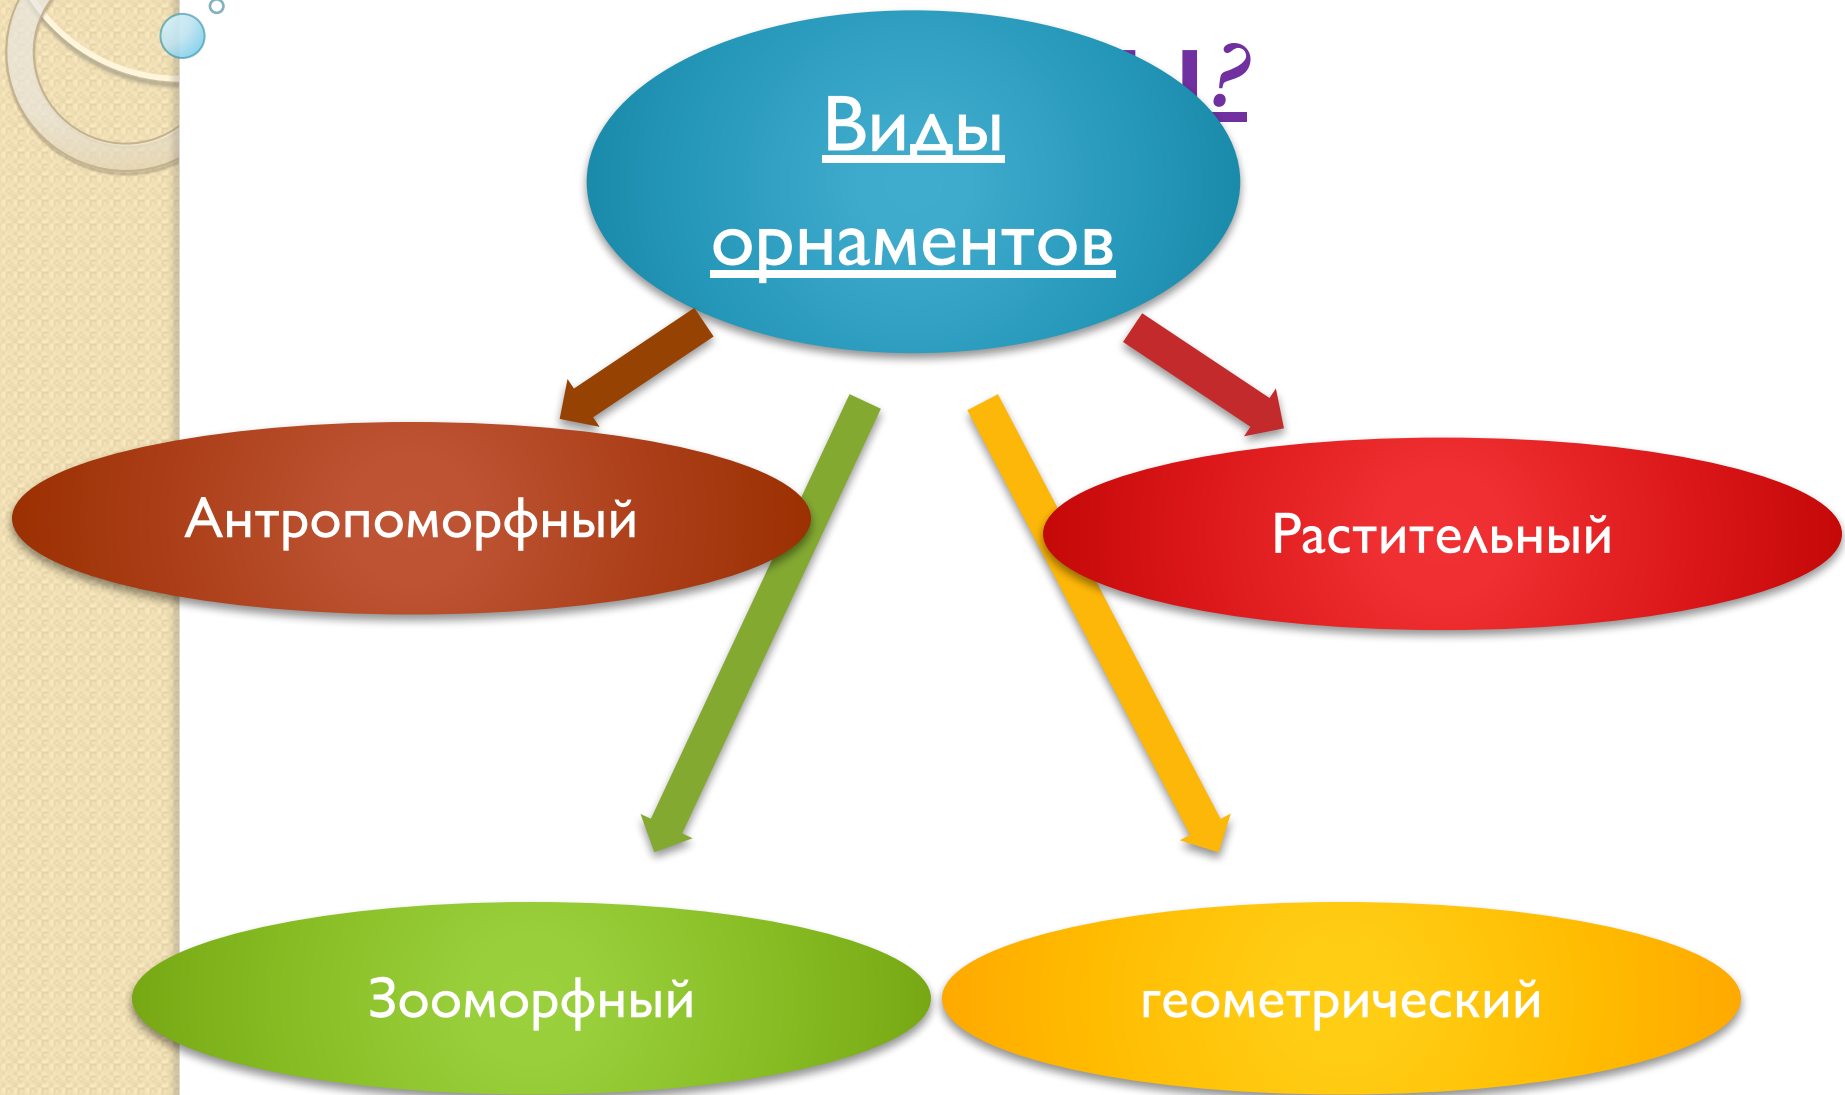 Виды
орнаментов
Антропоморфный
Растительный
Зооморфный
геометрический